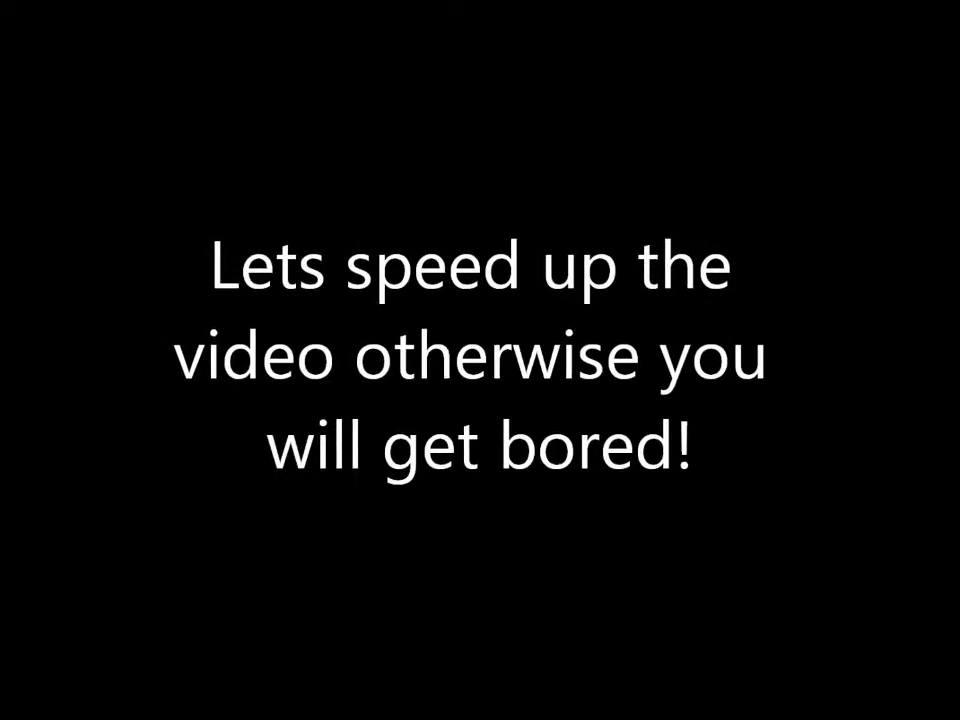 Lets speed up the
video otherwise you
will get bored!